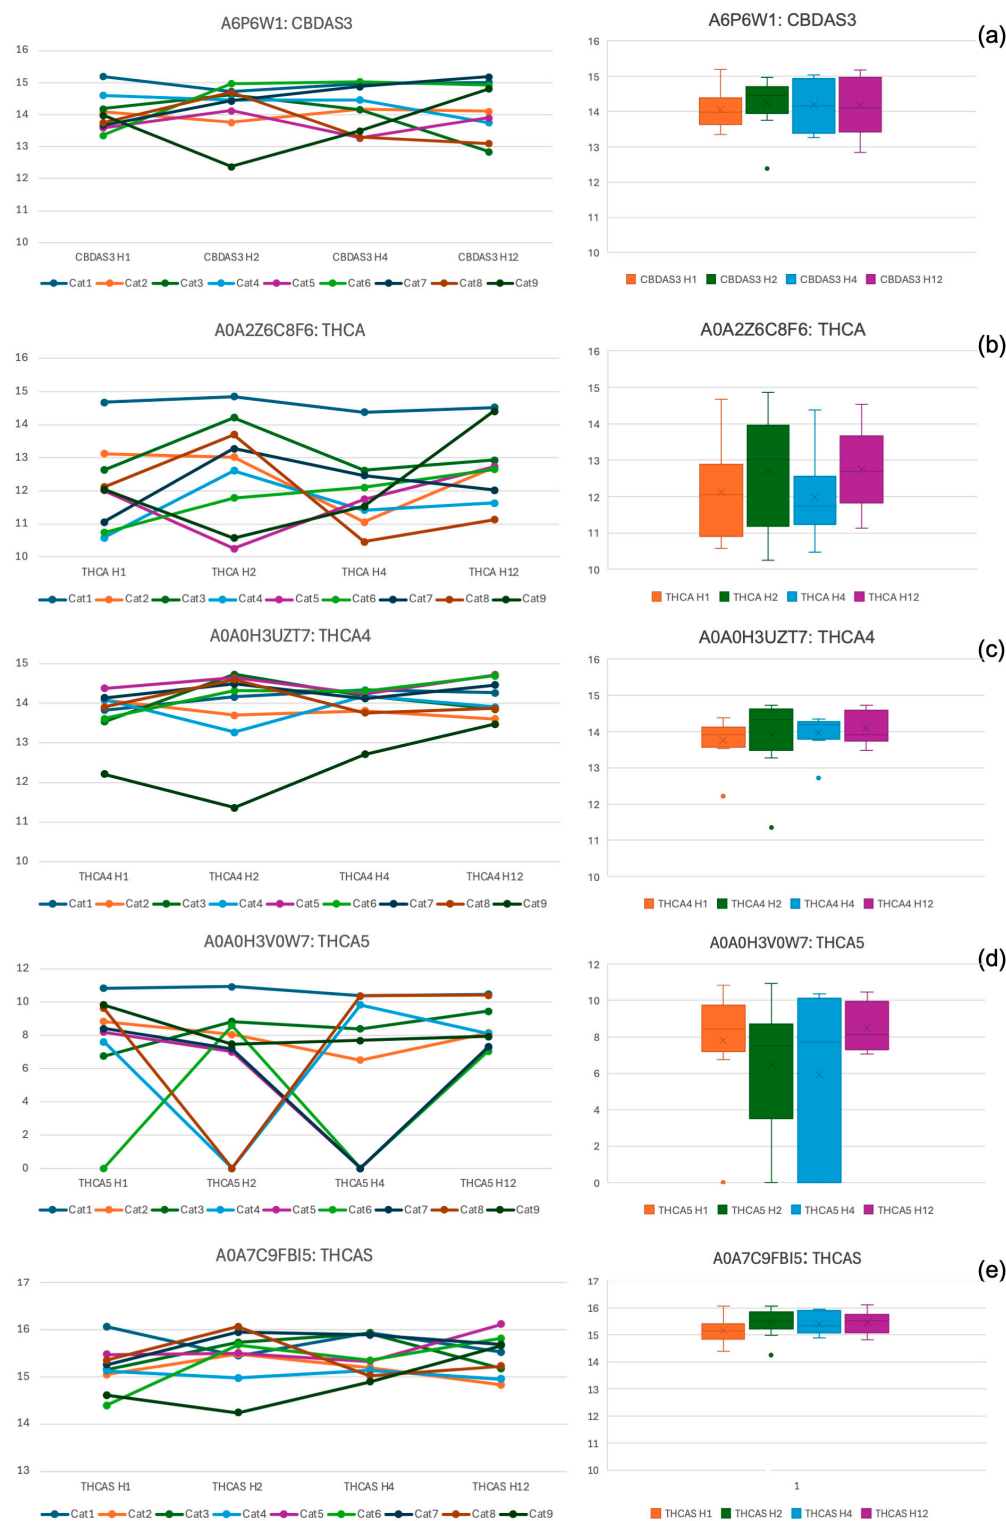 A6P6W1: CBDAS3
16
15
14
13
12
11
10
CBDAS3 H1 CBDAS3 H2 CBDAS3 H4 CBDAS3 H12
Cat1 Cat2 Cat3 Cat4 Cat5 Cat6 Cat7 Cat8 Cat9
A6P6W1: CBDAS3
(a)
16
15
14
13
12
11
10
CBDAS3 H1 CBDAS3 H2 CBDAS3 H4 CBDAS3 H12
A0A2Z6C8F6: THCA
16
15
14
13
12
11
10
THCA H1 THCA H2 THCA H4 THCA H12
Cat1 Cat2 Cat3 Cat4 Cat5 Cat6 Cat7 Cat8 Cat9
A0A2Z6C8F6: THCA
(b)
16
15
14
13
12
11
10
THCA H1 THCA H2 THCA H4 THCA H12
A0A0H3UZT7: THCA4
15
14
13
12
11
10
THCA4 H1 THCA4 H2 THCA4 H4 THCA4 H12
Cat1 Cat2 Cat3 Cat4 Cat5 Cat6 Cat7 Cat8 Cat9
A0A0H3UZT7: THCA4
(c)
16
15
14
13
12
11
10
THCA4 H1 THCA4 H2 THCA4 H4 THCA4 H12
A0A0H3V0W7: THCA5
12
10
8
6
4
2
0
THCA5 H1 THCA5 H2 THCA5 H4 THCA5 H12
Cat1 Cat2 Cat3 Cat4 Cat5 Cat6 Cat7 Cat8 Cat9
A0A0H3V0W7: THCA5
(d)
12
10
8
6
4
2
0
THCA5 H1 THCA5 H2 THCA5 H4 THCA5 H12
A0A7C9FBI5: THCAS
17
16
15
14
13
THCAS H1 THCAS H2 THCAS H4 THCAS H12
Cat1 Cat2 Cat3 Cat4 Cat5 Cat6 Cat7 Cat8 Cat9
A0A7C9FBI5: THCAS
(e)
17
16
15
14
13
12
11
10
1
THCAS H1 THCAS H2 THCAS H4 THCAS H12